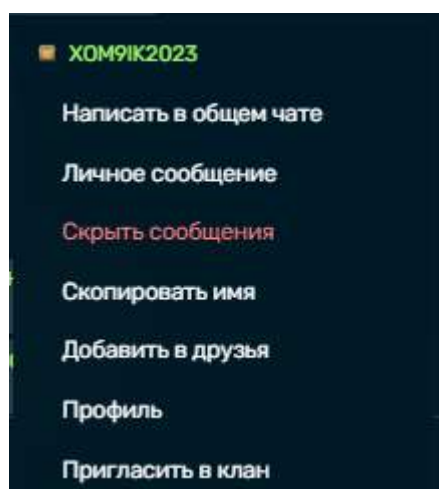 XOM9IK2023
Написать в общем чате
Личное сообщение
Скрыть сообщения
Скопировать имя
Добавить в друзья
Профиль
Пригласить в клан